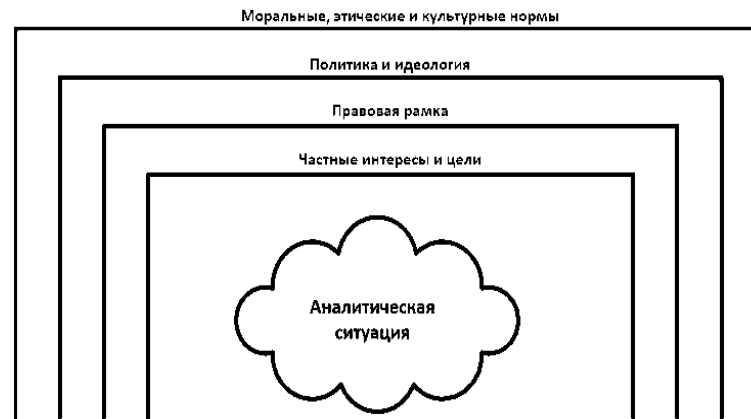 Моральные, этические и культурные нормы
Политика и идеология
Правовая рамка
Частные интересы и цели
Аналитическая
ситуация